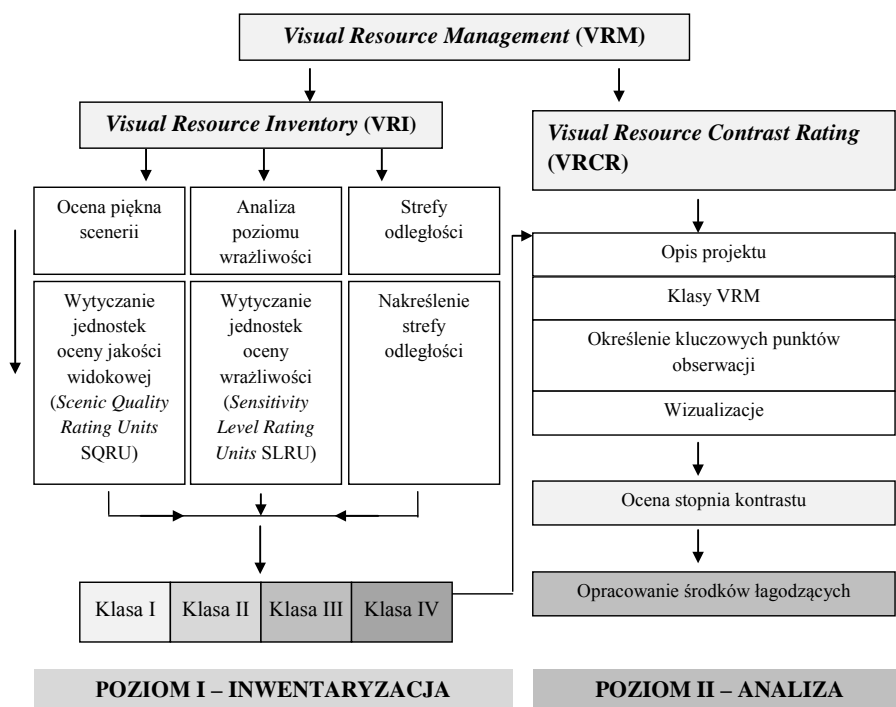 Visual Resource Management (VRM)
Visual Resource Inventory (VRI)
Visual Resource Contrast Rating
(VRCR)
Ocena piękna
scenerii
Analiza
poziomu
wrażliwości
Strefy
odległości
Wytyczanie
jednostek
oceny jakości
widokowej
(Scenic Quality
Rating Units
SQRU)
Wytyczanie
jednostek
oceny
wrażliwości
(Sensitivity
Level Rating
Units SLRU)
Nakreślenie
strefy
odległości
Klasa I
Klasa II
Klasa III
Klasa IV
Opis projektu
Klasy VRM
Określenie kluczowych punktów
obserwacji
Wizualizacje
Ocena stopnia kontrastu
Opracowanie środków łagodzących
POZIOM I – INWENTARYZACJA
POZIOM II – ANALIZA